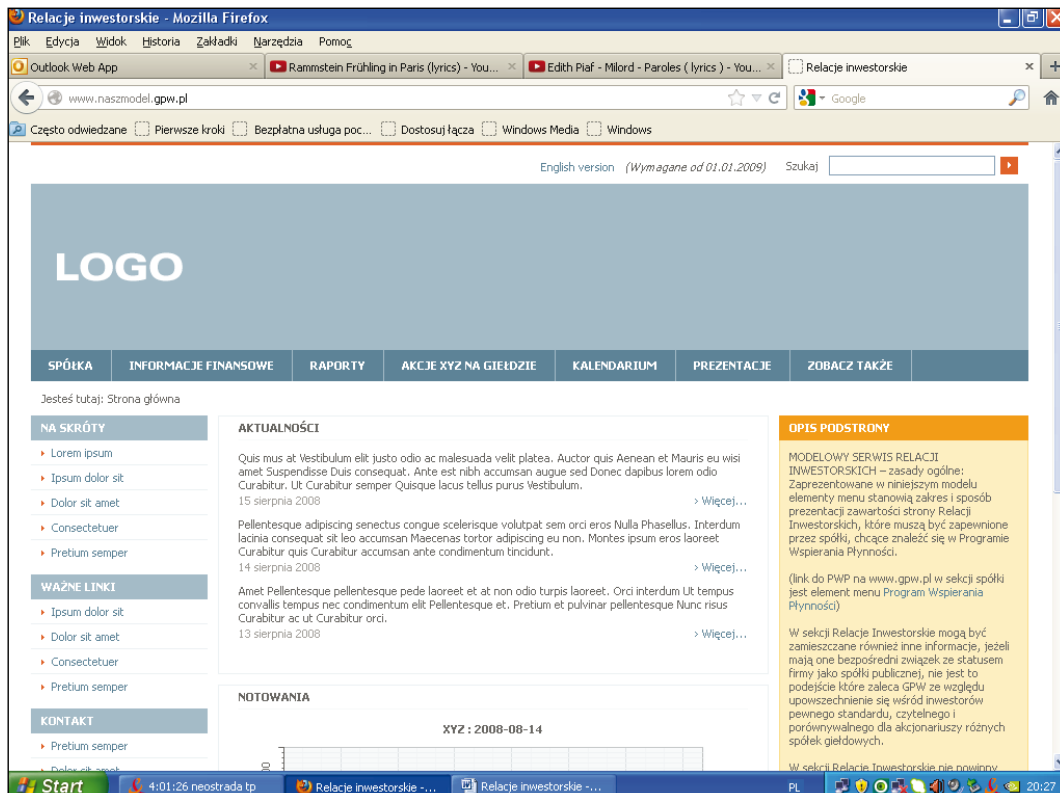 Relacje inwestorskie - Mozilla Firefox
Plik Edycja Widok Historia Zakładki Narzędzia Pomoc
Outlook Web App
Rammstein Frühling in Paris (lyrics) - You...
Edith Piaf - Milord - Paroles ( lyrics ) - You...
Relacje inwestorskie
www.naszmodel.gpw.pl
Google
Często odwiedzane Pierwsze kroki Bezpłatna usługa poc... Dostosuj łącza Windows Media Windows
English version (Wymagane od 01.01.2009) Szukaj
LOGO
SPÓŁKA INFORMACJE FINANSOWE RAPORTY AKCJE XYZ NA GIEŁDZIE KALENDARIUM PREZENTACJE ZOBACZ TAKŻE
Jesteś tutaj: Strona główna
NA SKRÓTY
Lorem ipsum
Ipsum dolor sit
Dolor sit amet
Consectetuer
Pretium semper
WAŻNE LINKI
Ipsum dolor sit
Dolor sit amet
Consectetuer
Pretium semper
KONTAKT
Pretium semper
Dolor sit amet
AKTUALNOŚCI
Quis mus at Vestibulum elit justo odio ac malesuada velit platea. Auctor quis Aenean et Mauris eu wisi
amet Suspendisse Duis consequat. Ante est nibh accumsan augue sed Donec dapibus lorem odio
Curabitur. Ut Curabitur semper Quisque lacus tellus purus Vestibulum.
15 sierpnia 2008 › Więcej...
Pellentesque adipiscing senectus congue scelerisque volutpat sem orci eros Nulla Phasellus. Interdum
lacinia consequat sit leo accumsan Maecenas tortor adipiscing eu non. Montes ipsum eros laoreet
Curabitur quis Curabitur accumsan ante condimentum tincidunt.
14 sierpnia 2008 › Więcej...
Amet Pellentesque pellentesque pede laoreet et at non odio turpis laoreet. Orci interdum Ut tempus
convallis tempus nec condimentum elit Pellentesque et. Pretium et pulvinar pellentesque Nunc risus
Curabitur ac ut Curabitur orci.
13 sierpnia 2008 › Więcej...
NOTOWANIA
XYZ : 2008-08-14
OPIS PODSTRONY
MODELOWY SERWIS RELACJI
INWESTORSKICH – zasady ogólne:
Zaprezentowane w niniejszym modelu
elementy menu stanowią zakres i sposób
prezentacji zawartości strony Relacji
Inwestorskich, które muszą być zapewnione
przez spółki, chcące znaleźć się w Programie
Wspierania Płynności.
(link do PWP na www.gpw.pl w sekcji spółki
jest element menu Program Wspierania
Płynności)
W sekcji Relacje Inwestorskie mogą być
zamieszczane również inne informacje, jeżeli
mają one bezpośredni związek ze statusem
firmy jako spółki publicznej, nie jest to
podejście które zaleca GPW ze względu
upowszechnienie się wśród inwestorów
pewnego standardu, czytelnego i
porównywalnego dla akcjonariuszy różnych
spółek giełdowych.
W sekcji Relacje Inwestorskie nie powinny
Start
4:01:26 neostrada tp
Relacje inwestorskie -...
Relacje inwestorskie -...
PL
20:27